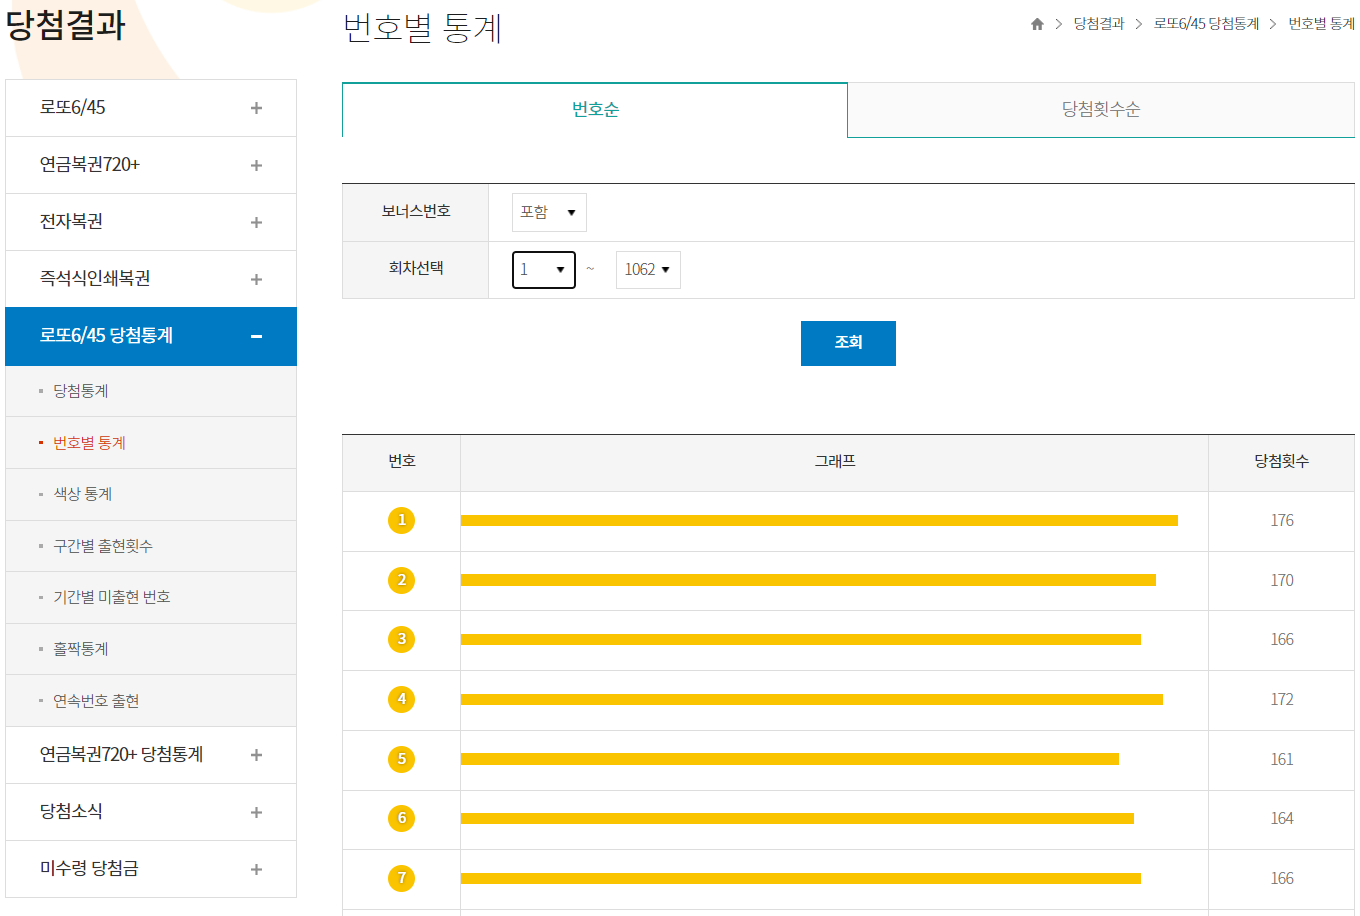 당첨결과
로또6/45
연금복권720+
전자복권
즉석식인쇄복권
로또6/45 당첨통계
당첨통계
번호별 통계
색상 통계
구간별 출현횟수
기간별 미출현 번호
홀짝통계
연속번호 출현
연금복권720+ 당첨통계
당첨소식
미수령 당첨금
번호별 통계
당첨결과 > 로또6/45 당첨통계 > 번호별 통계
번호순 당첨횟수순
보너스번호 포함
회차선택 1 ~ 1062
조회
번호 그래프 당첨횟수
1 176
2 170
3 166
4 172
5 161
6 164
7 166